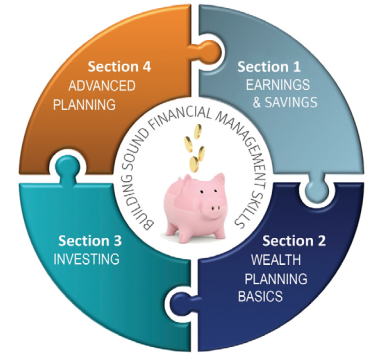 Section 4
ADVANCED
PLANNING
Section 1
EARNINGS
& SAVINGS
BUILDING SOUND FINANCIAL MANAGEMENT SKILLS
Section 3
INVESTING
Section 2
WEALTH
PLANNING
BASICS